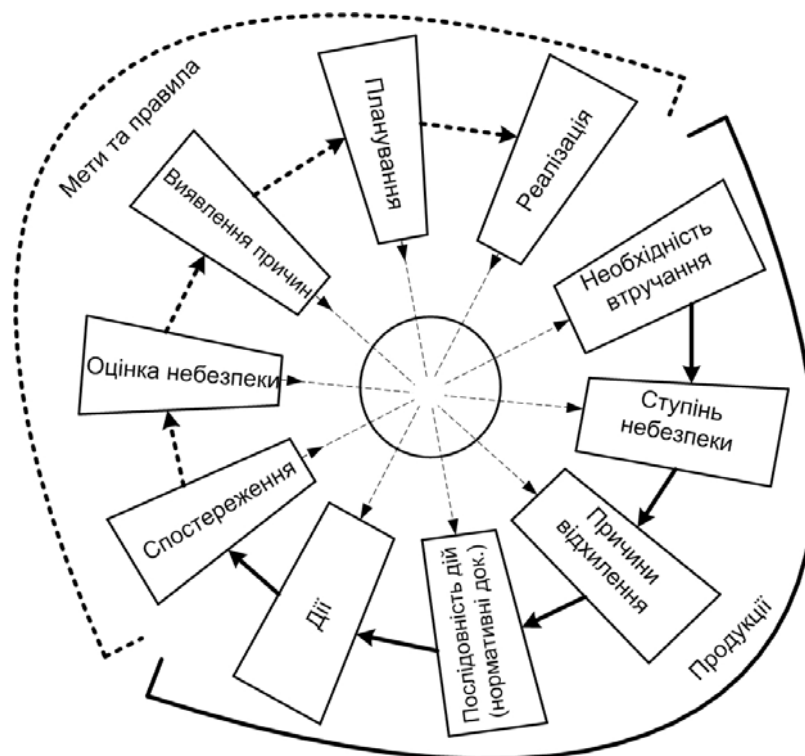 Мети та правила
Планування
Реалізація
Виявлення причин
Необхідність
втручання
Оцінка небезпеки
Ступінь
небезпеки
Спостереження
Причини
відхилення
Дії
Послідовність дій
(нормативні док.)
Продукції